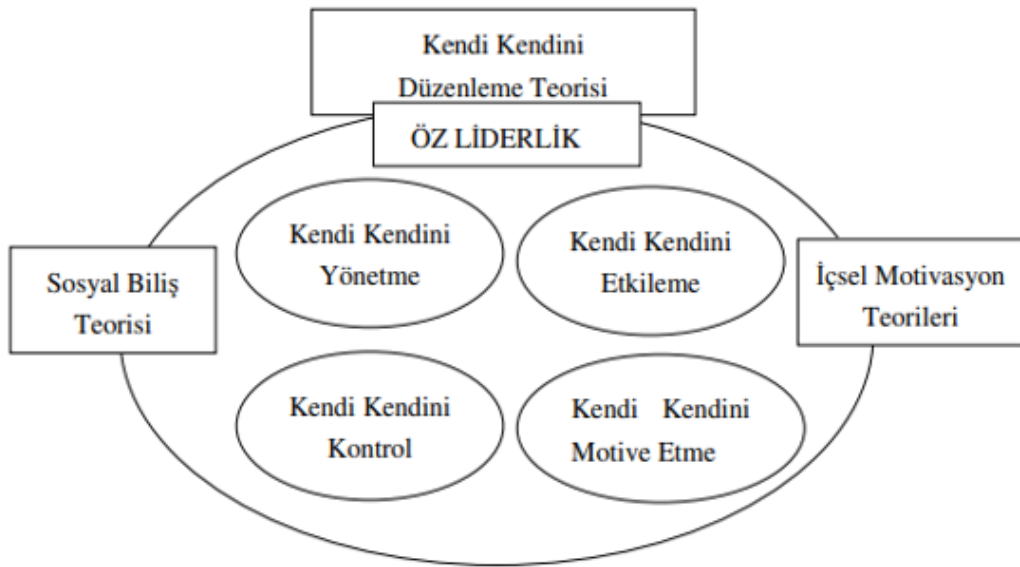 Kendi Kendini
Düzenleme Teorisi
ÖZ LİDERLİK
Kendi Kendini
Yönetme
Kendi Kendini
Etkileme
Sosyal Biliş
Teorisi
İçsel Motivasyon
Teorileri
Kendi Kendini
Kontrol
Kendi Kendini
Motive Etme